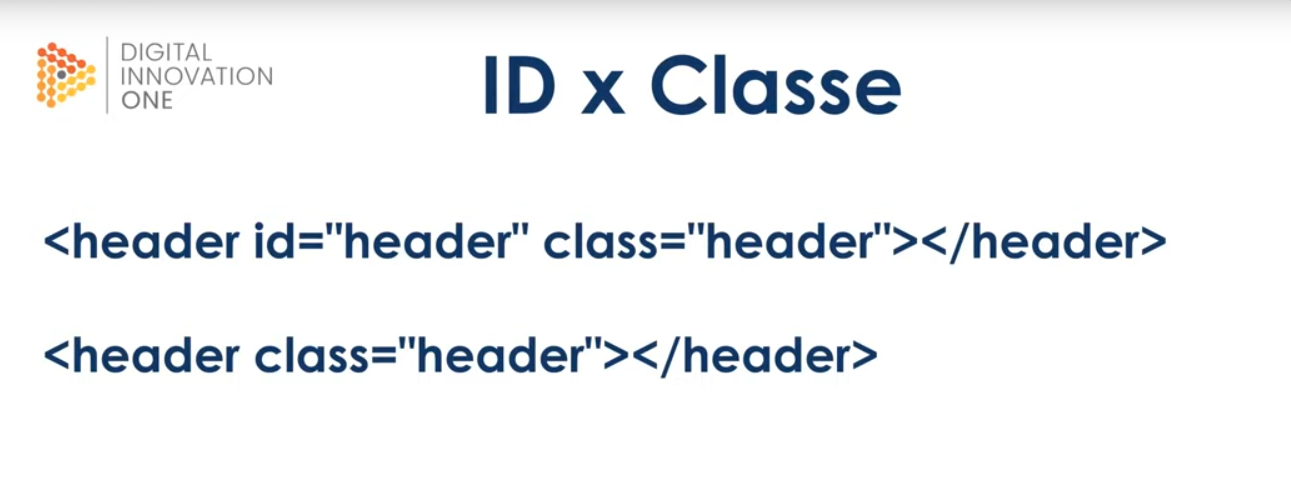 DIGITAL
INNOVATION
ONE
ID x Classe
<header id="header" class="header"></header>
<header class="header"></header>